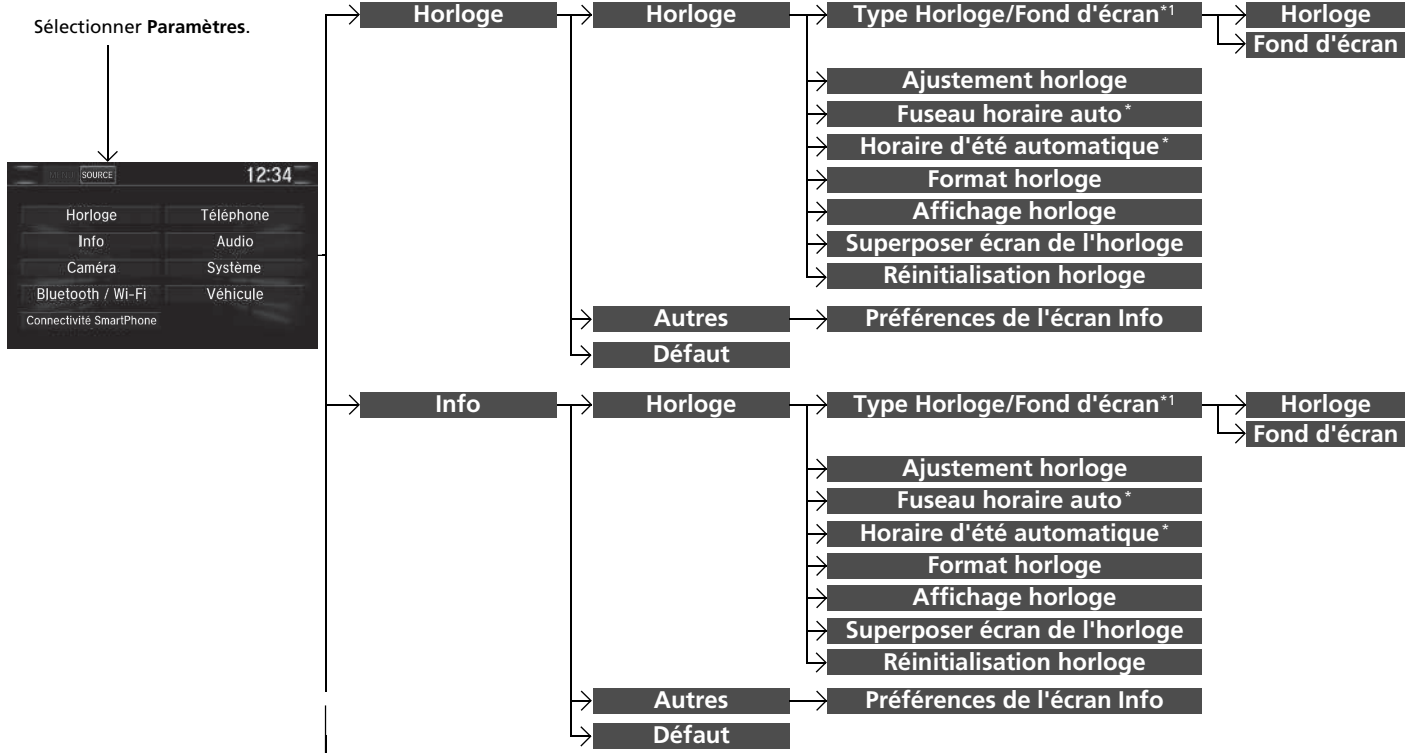 Sélectionner Paramètres.
MENU SOURCE 12:34
Horloge Téléphone
Info Audio
Caméra Système
Bluetooth / Wi-Fi Véhicule
Connectivité SmartPhone
Horloge
Horloge
Type Horloge/Fond d'écran*1
Horloge
Fond d'écran
Ajustement horloge
Fuseau horaire auto*
Horaire d'été automatique*
Format horloge
Affichage horloge
Superposer écran de l'horloge
Réinitialisation horloge
Autres
Préférences de l'écran Info
Défaut
Info
Horloge
Type Horloge/Fond d'écran*1
Horloge
Fond d'écran
Ajustement horloge
Fuseau horaire auto*
Horaire d'été automatique*
Format horloge
Affichage horloge
Superposer écran de l'horloge
Réinitialisation horloge
Autres
Préférences de l'écran Info
Défaut